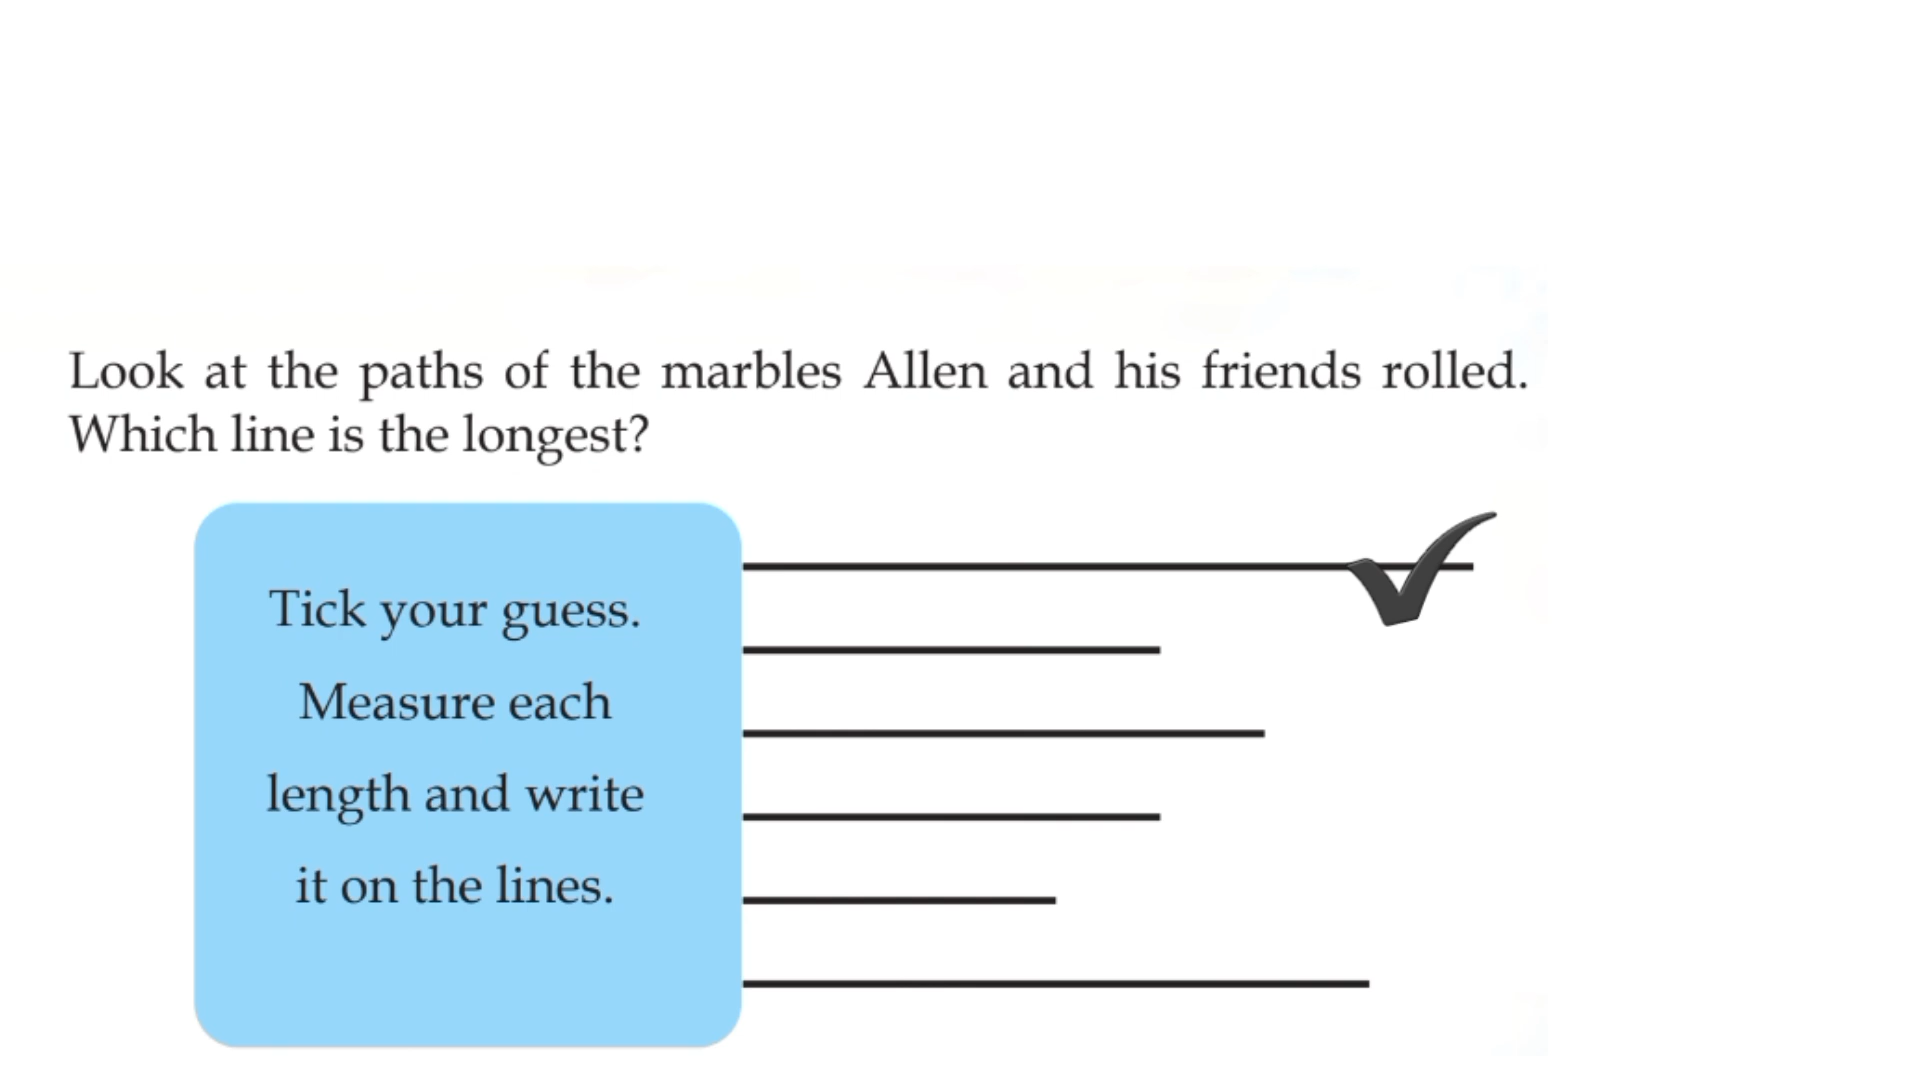 Look at the paths of the marbles Allen and his friends rolled.
Which line is the longest?
Tick your guess.
Measure each
length and write
it on the lines.